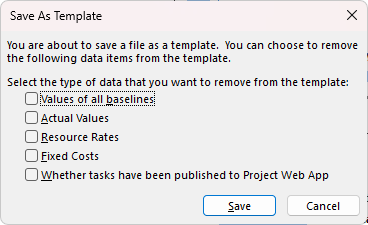 Save As Template
You are about to save a file as a template.  You can choose to remove
the following data items from the template.
Select the type of data that you want to remove from the template:
Values of all baselines
Actual Values
Resource Rates
Fixed Costs
Whether tasks have been published to Project Web App
Save
Cancel